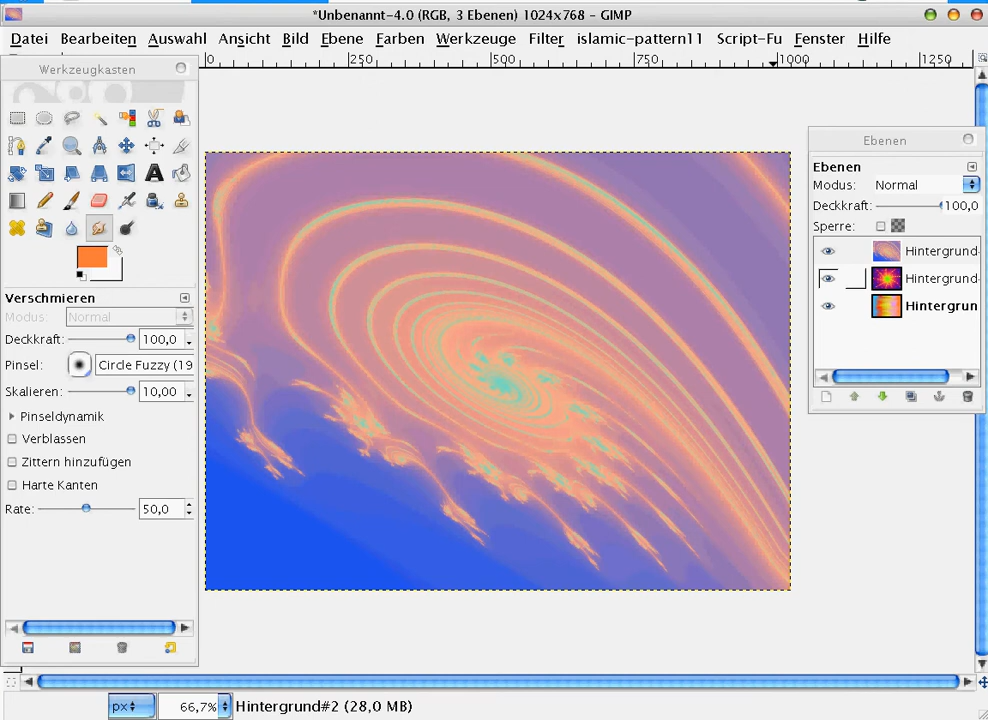 *Unbenannt-4.0 (RGB, 3 Ebenen) 1024x768 – GIMP
Datei Bearbeiten Auswahl Ansicht Bild Ebene Farben Werkzeuge Filter islamic-pattern11 Script-Fu Fenster Hilfe
0 250 500 750 1000 1250
Werkzeugkasten
Verschmieren
Modus: Normal
Deckkraft: 100,0
Pinsel: Circle Fuzzy (19
Skalieren: 10,00
Pinseldynamik
Verblassen
Zittern hinzufügen
Harte Kanten
Rate: 50,0
Ebenen
Ebenen
Modus: Normal
Deckkraft: 100,0
Sperre:
Hintergrund
Hintergrund
Hintergrun
px 66,7% Hintergrund#2 (28,0 MB)